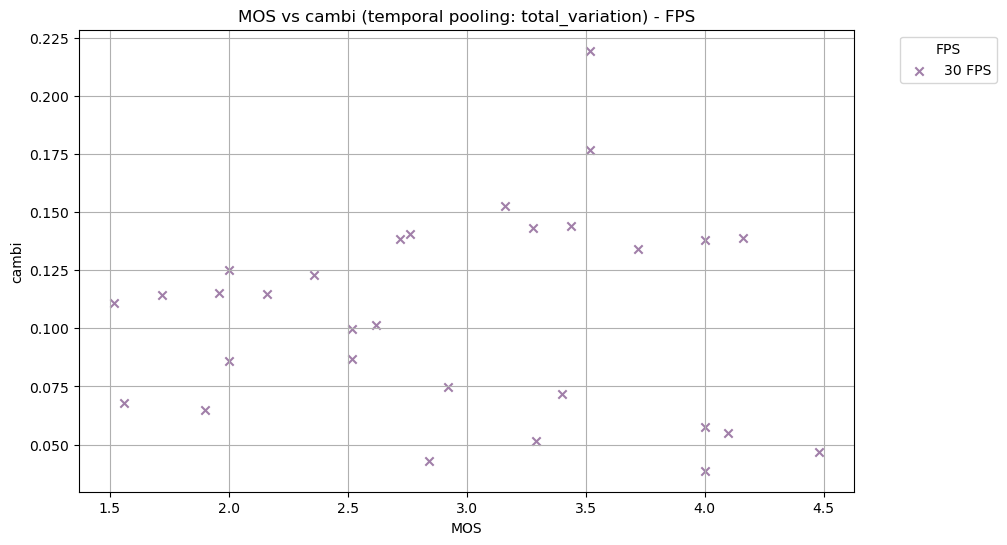 MOS vs cambi (temporal pooling: total_variation) - FPS
FPS
30 FPS
cambi
0.225
0.200
0.175
0.150
0.125
0.100
0.075
0.050
1.5 2.0 2.5 3.0 3.5 4.0 4.5
MOS